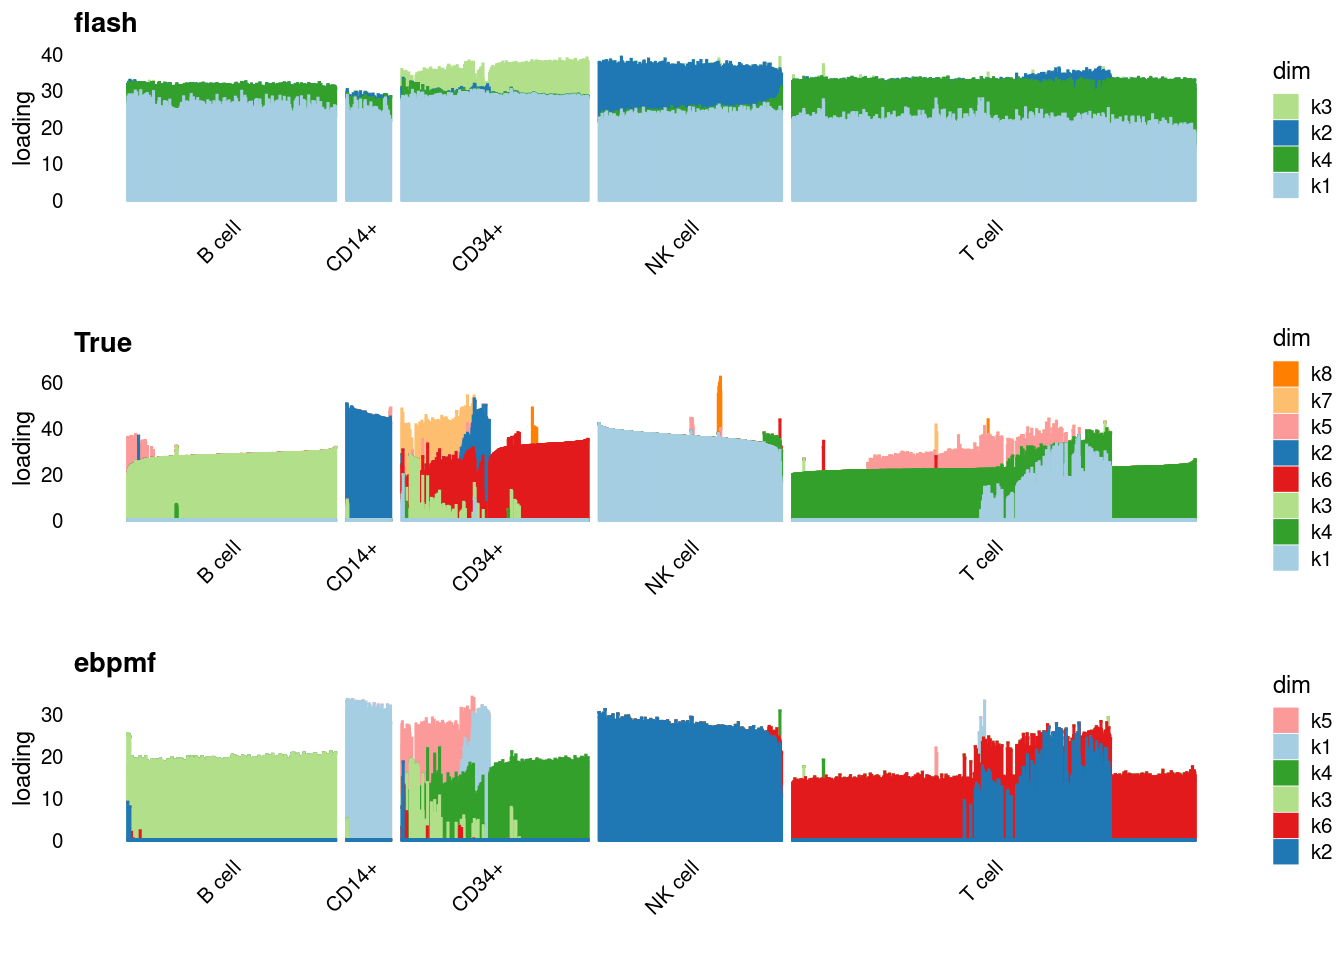 flash
40
30
20
10
0
loading
B cell
CD14+
CD34+
NK cell
T cell
dim
k3
k2
k4
k1
True
60
40
20
0
loading
B cell
CD14+
CD34+
NK cell
T cell
dim
k8
k7
k5
k2
k6
k3
k4
k1
ebpmf
30
20
10
0
loading
B cell
CD14+
CD34+
NK cell
T cell
dim
k5
k1
k4
k3
k6
k2